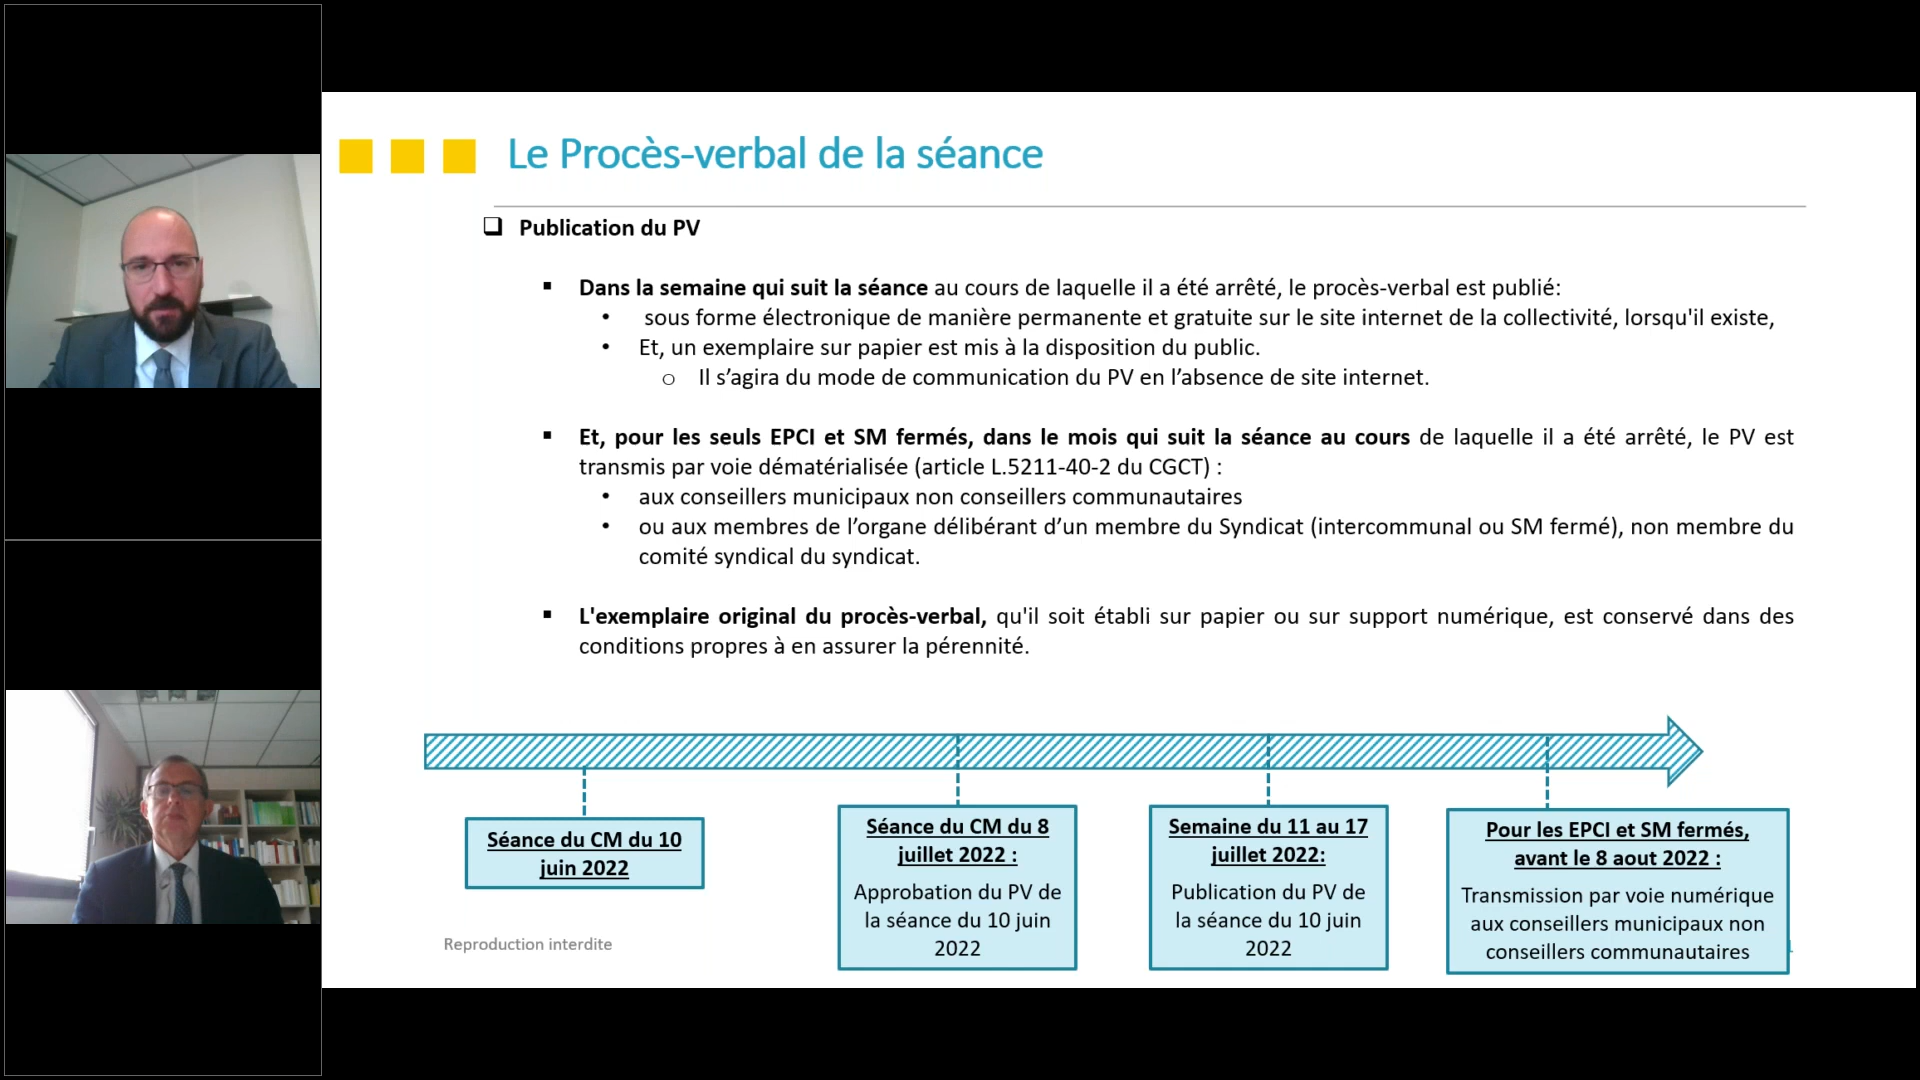 Le Procès-verbal de la séance
Publication du PV
Dans la semaine qui suit la séance au cours de laquelle il a été arrêté, le procès-verbal est publié:
sous forme électronique de manière permanente et gratuite sur le site internet de la collectivité, lorsqu'il existe,
Et, un exemplaire sur papier est mis à la disposition du public.
Il s’agira du mode de communication du PV en l’absence de site internet.
Et, pour les seuls EPCI et SM fermés, dans le mois qui suit la séance au cours de laquelle il a été arrêté, le PV est
transmis par voie dématérialisée (article L.5211-40-2 du CGCT) :
aux conseillers municipaux non conseillers communautaires
ou aux membres de l’organe délibérant d’un membre du Syndicat (intercommunal ou SM fermé), non membre du
comité syndical du syndicat.
L'exemplaire original du procès-verbal, qu'il soit établi sur papier ou sur support numérique, est conservé dans des
conditions propres à en assurer la pérennité.
Séance du CM du 10
juin 2022
Séance du CM du 8
juillet 2022 :
Approbation du PV de
la séance du 10 juin
2022
Semaine du 11 au 17
juillet 2022:
Publication du PV de
la séance du 10 juin
2022
Pour les EPCI et SM fermés,
avant le 8 aout 2022 :
Transmission par voie numérique
aux conseillers municipaux non
conseillers communautaires
Reproduction interdite